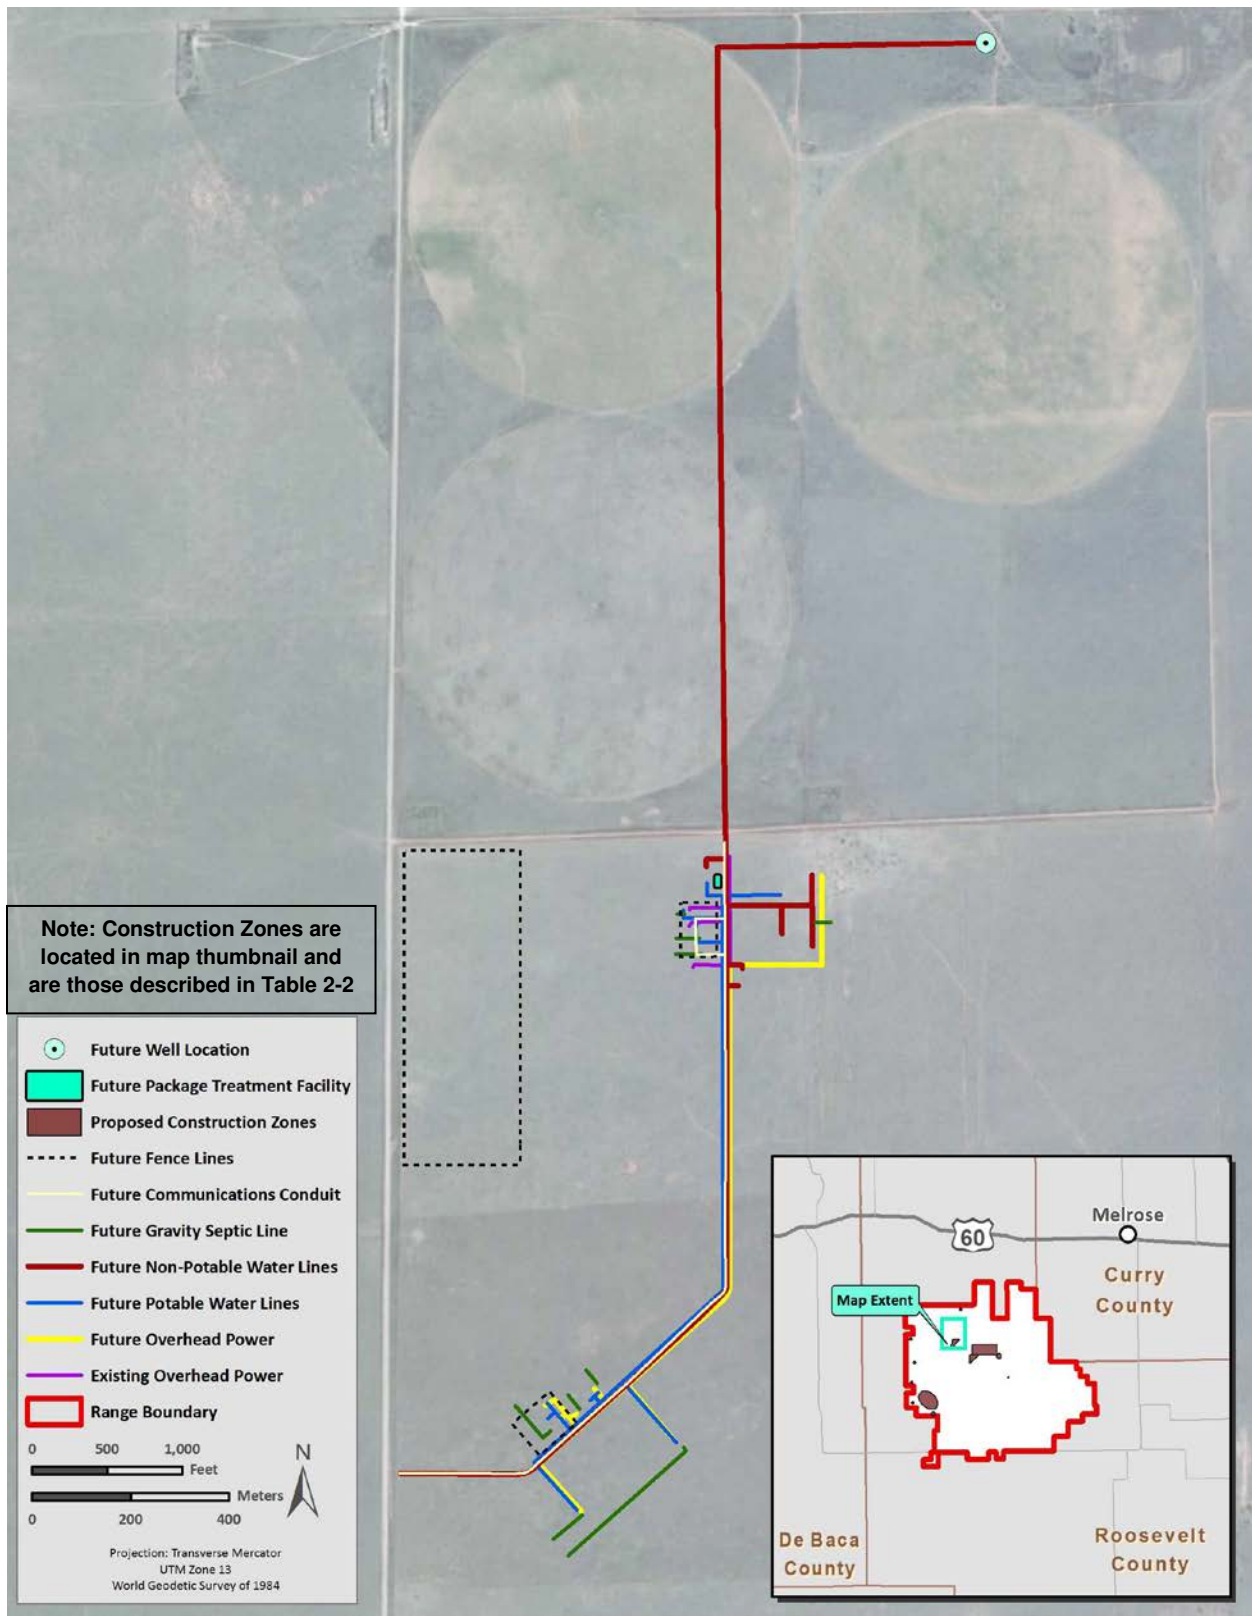 Note: Construction Zones are
located in map thumbnail and
are those described in Table 2-2
Future Well Location
Future Package Treatment Facility
Proposed Construction Zones
Future Fence Lines
Future Communications Conduit
Future Gravity Septic Line
Future Non-Potable Water Lines
Future Potable Water Lines
Future Overhead Power
Existing Overhead Power
Range Boundary
0 500 1,000
Feet
Meters
0 200 400
N
Projection: Transverse Mercator
UTM Zone 13
World Geodetic Survey of 1984
60
Melrose
Curry
County
Map Extent
De Baca
County
Roosevelt
County